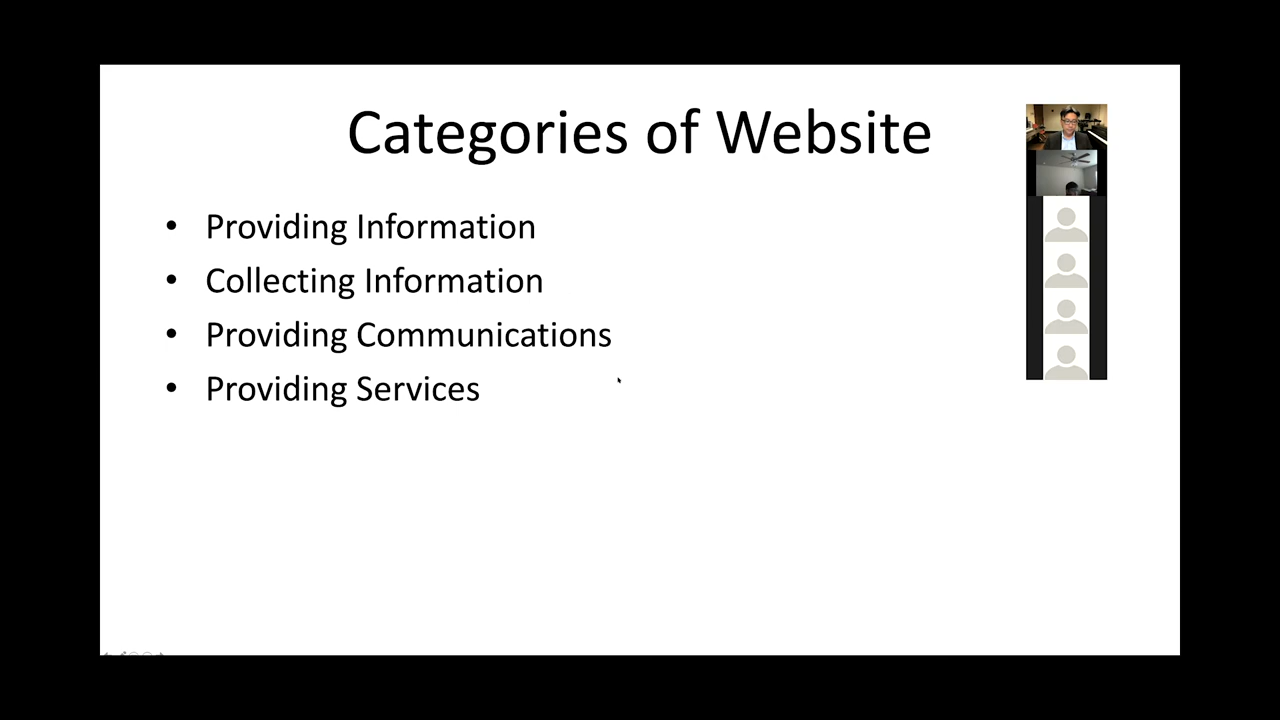 Categories of Website
• Providing Information
• Collecting Information
• Providing Communications
• Providing Services